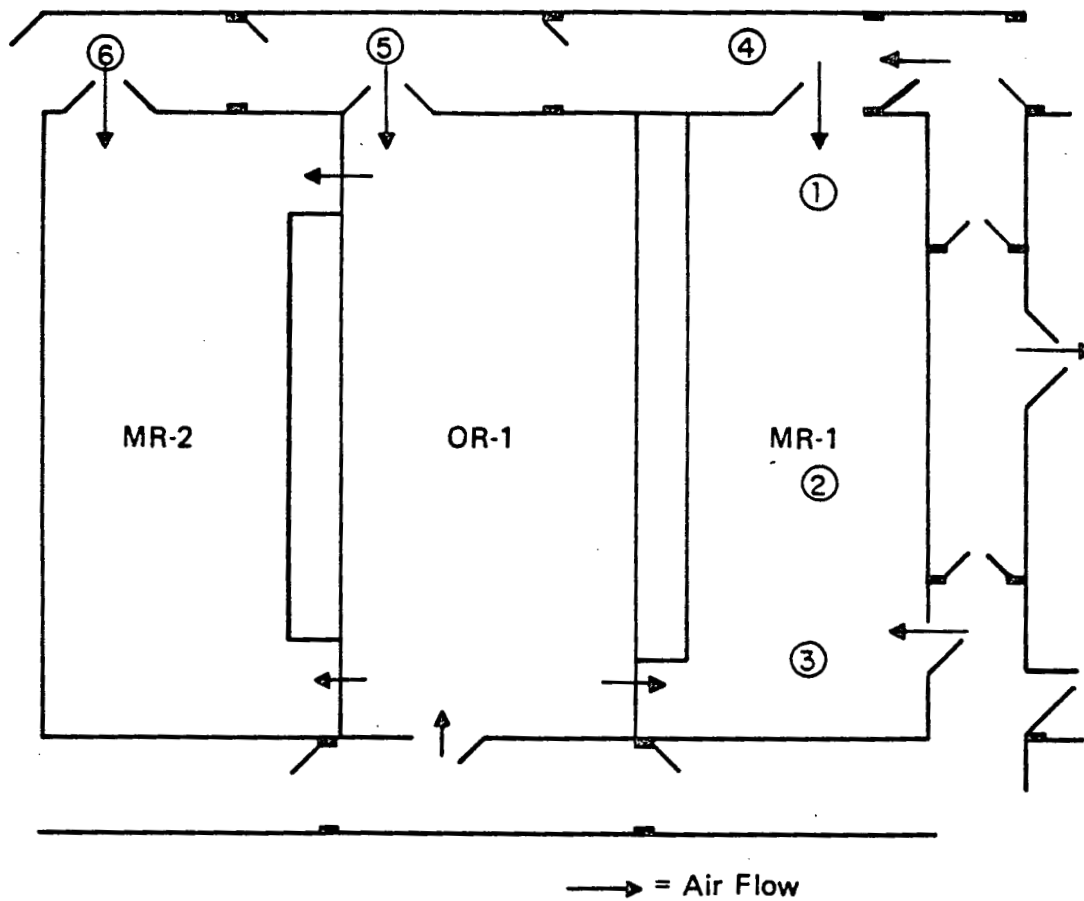 ⑥ ⑤ ④
①
MR-2 OR-1 MR-1
②
③
= Air Flow